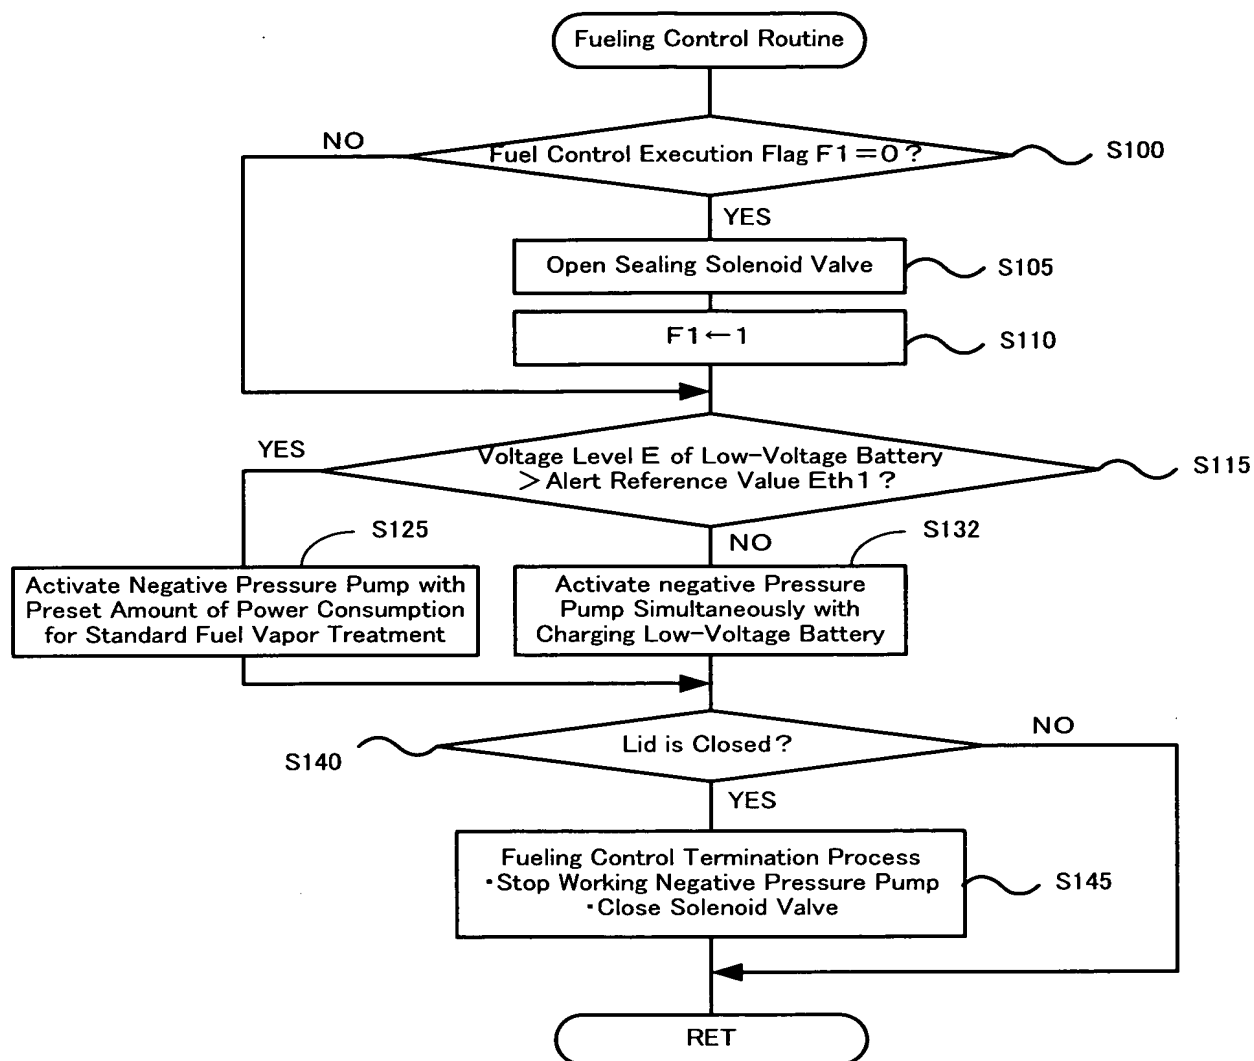 Fueling Control Routine
NO
Fuel Control Execution Flag F1=0?
S100
YES
Open Sealing Solenoid Valve
S105
F1←1
S110
YES
Voltage Level E of Low-Voltage Battery
>Alert Reference Value Eth1?
S115
S125
NO
S132
Activate Negative Pressure Pump with
Preset Amount of Power Consumption
for Standard Fuel Vapor Treatment
Activate negative Pressure
Pump Simultaneously with
Charging Low-Voltage Battery
NO
Lid is Closed?
S140
YES
Fueling Control Termination Process
・Stop Working Negative Pressure Pump
・Close Solenoid Valve
S145
RET